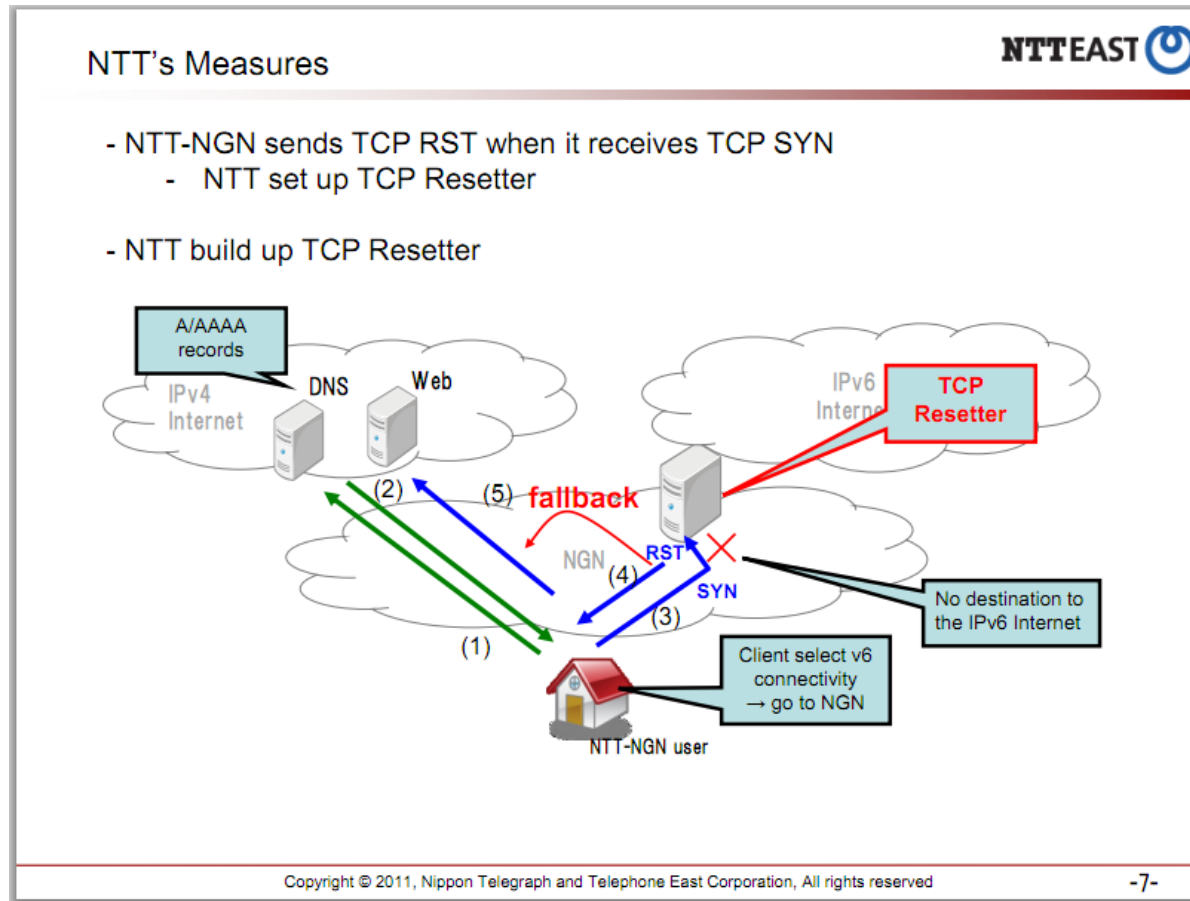 NTT's Measures
NTT EAST
- NTT-NGN sends TCP RST when it receives TCP SYN
- NTT set up TCP Resetter
- NTT build up TCP Resetter
A/AAAA
records
IPv4
Internet
DNS
Web
IPv6
Interne
TCP
Resetter
(2)
(5)
fallback
NGN
RST
(4)
SYN
(3)
(1)
No destination to
the IPv6 Internet
Client select v6
connectivity
→ go to NGN
NTT-NGN user
Copyright © 2011, Nippon Telegraph and Telephone East Corporation, All rights reserved
-7-